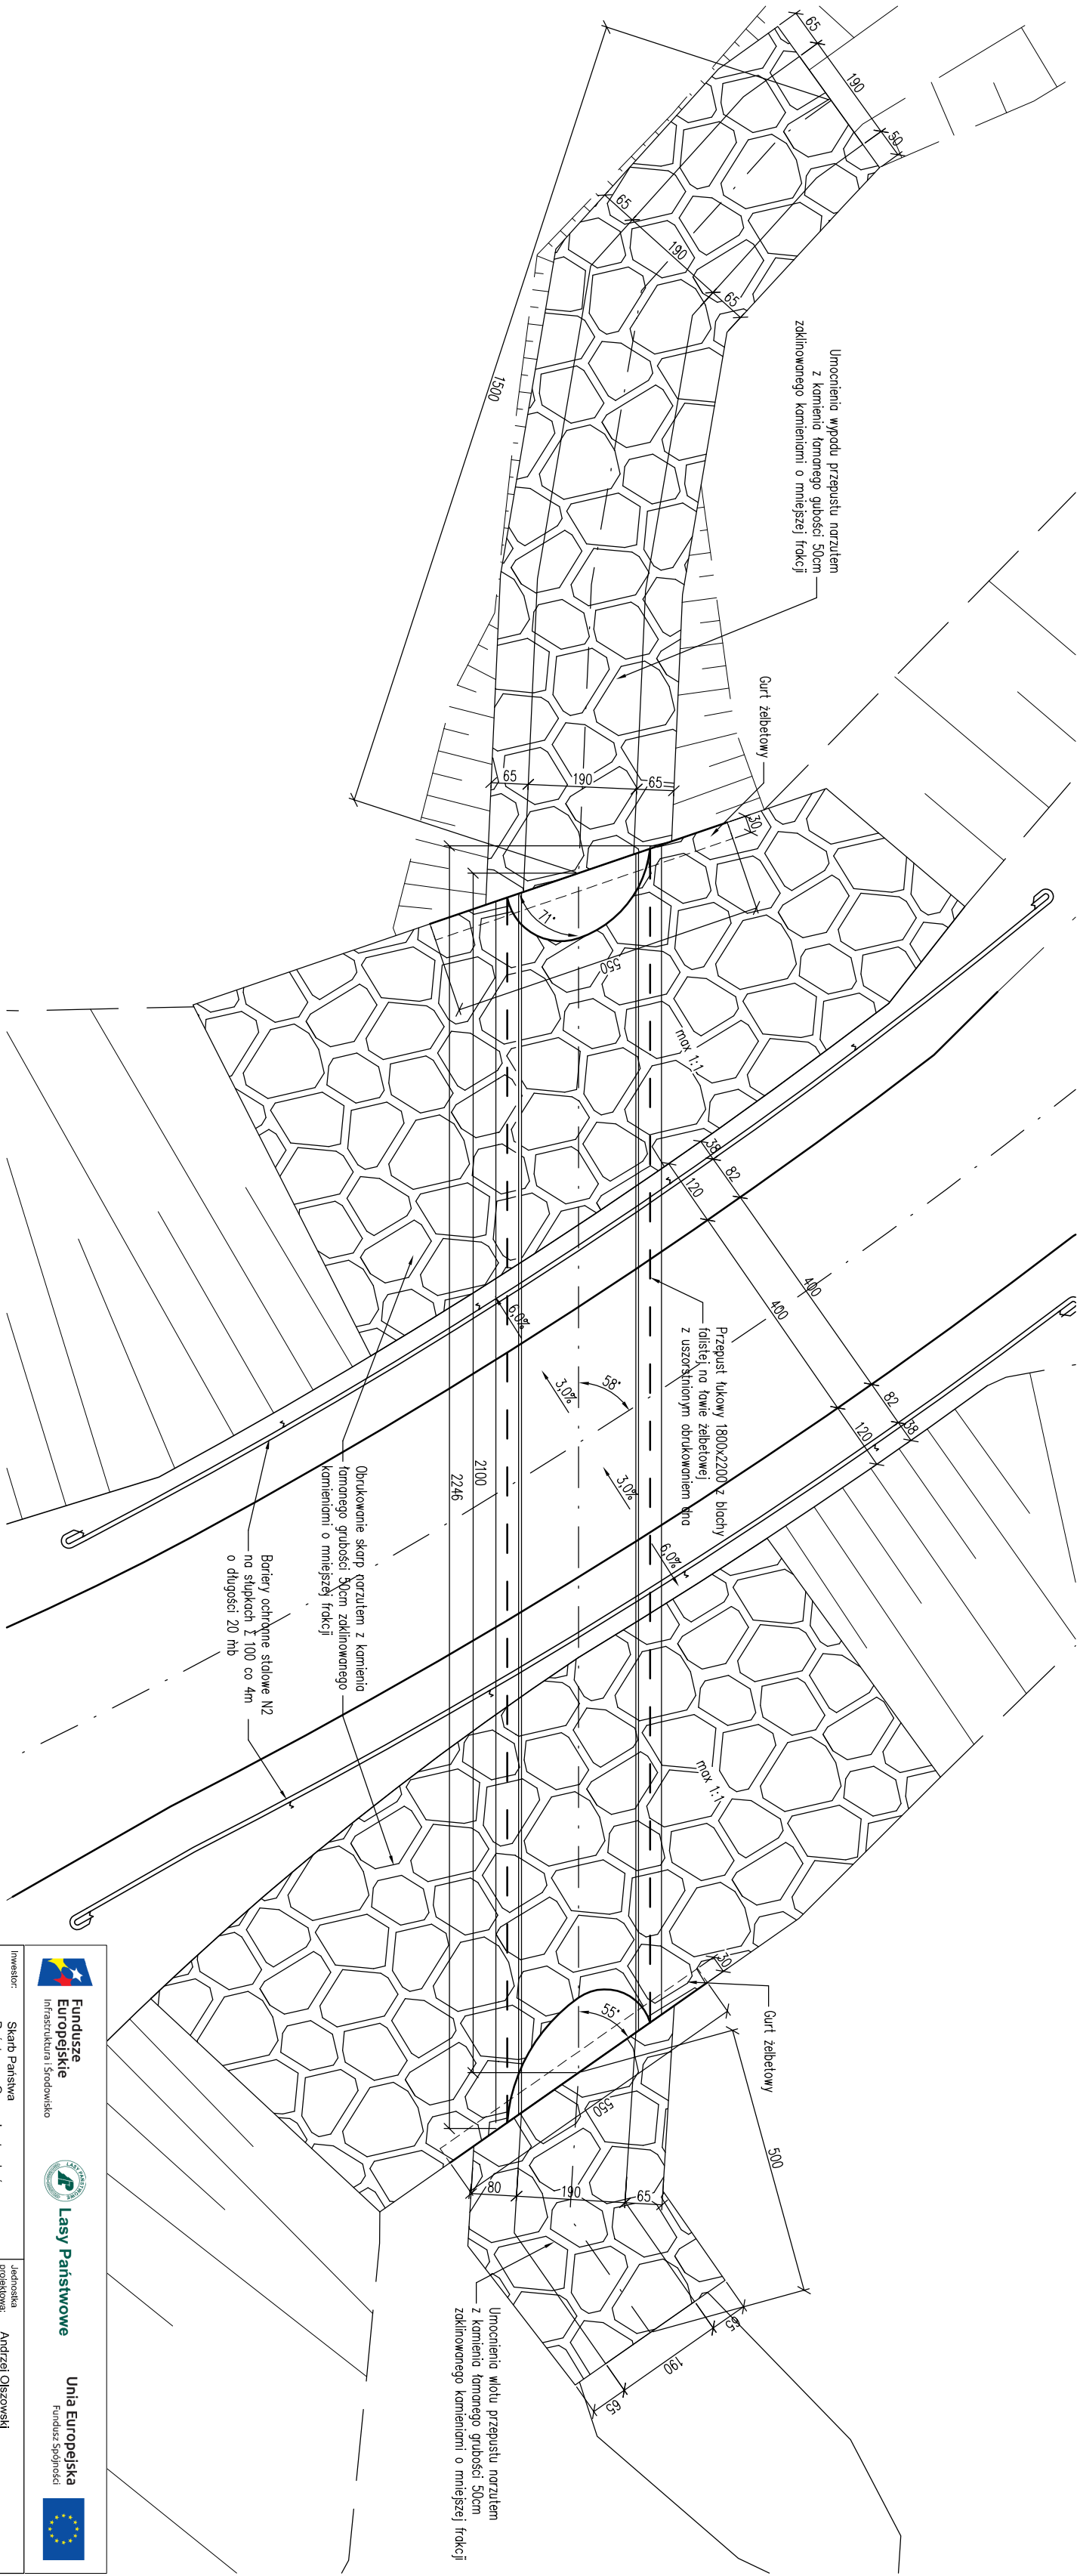 65
190
50
65
190
65
1500
Umocnienia wypadu przepustu narzutem
z kamienia łamanego gubości 50cm
zaklinowanego kamieniami o mniejszej frakcji
Gurt żelbetowy
65
190
65
30
71°
550
max 1:1
38
82
120
400
400
82
38
120
6,0%
3,0%
58°
3,0%
6,0%
Przepust łukowy 1800x2200 z blachy
falistej na ławie żelbetowej
z uszorstnionym obrukowaniem dna
2100
2246
Obrukowanie skarp narzutem z kamienia
łamanego grubości 50cm zaklinowanego
kamieniami o mniejszej frakcji
Bariery ochronne stalowe N2
na słupkach Σ 100 co 4m
o długości 20 mb
max 1:1
30
Gurt żelbetowy
55°
550
500
80
190
65
65
190
65
Umocnienia wlotu przepustu narzutem
z kamienia łamanego grubości 50cm
zaklinowanego kamieniami o mniejszej frakcji
Fundusze
Europejskie
Infrastruktura i Środowisko
LASY PAŃSTWOWE
Lasy Państwowe
Unia Europejska
Fundusz Spójności
Inwestor:
Skarb Państwa
Jednostka
projektowa:
Andrzej Olszowski